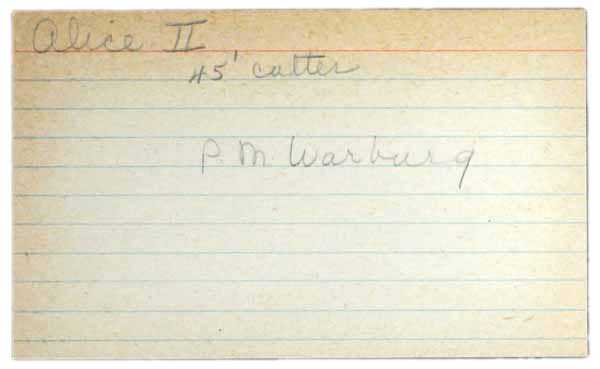 Alice II
45' cutter
P. M. Warburg